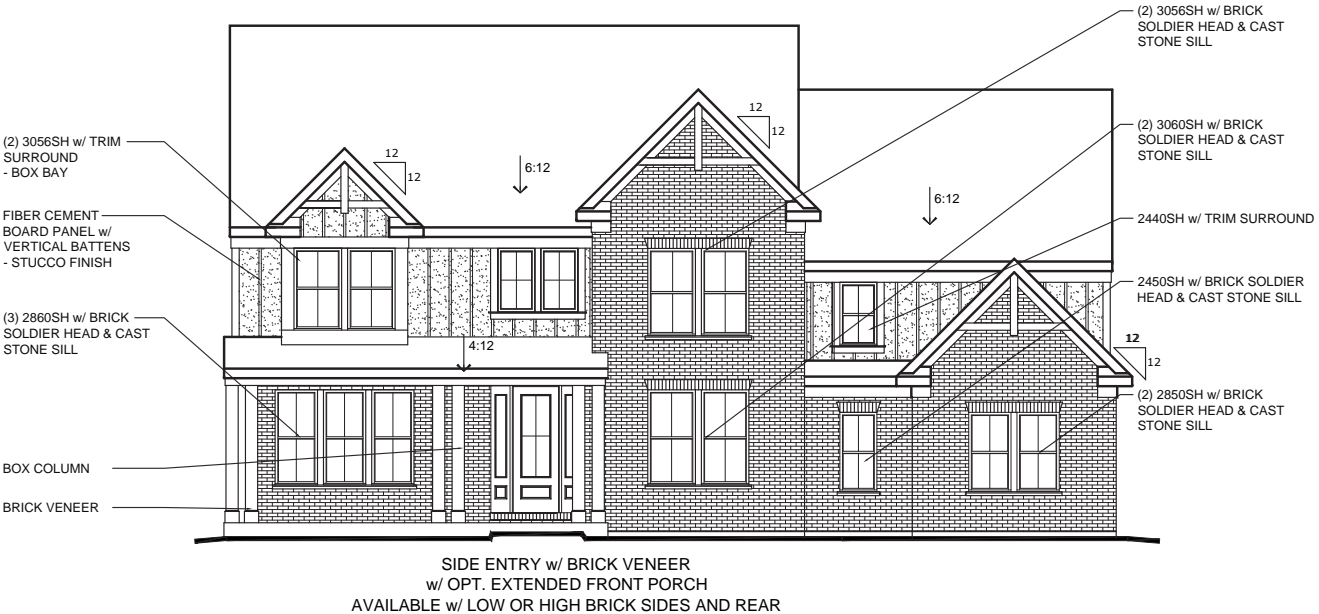 (2) 3056SH w/ TRIM
SURROUND
- BOX BAY
FIBER CEMENT
BOARD PANEL w/
VERTICAL BATTENS
- STUCCO FINISH
(3) 2860SH w/ BRICK
SOLDIER HEAD & CAST
STONE SILL
BOX COLUMN
BRICK VENEER
12
12
6:12
4:12
12
12
6:12
12
12
(2) 3056SH w/ BRICK
SOLDIER HEAD & CAST
STONE SILL
(2) 3060SH w/ BRICK
SOLDIER HEAD & CAST
STONE SILL
2440SH w/ TRIM SURROUND
2450SH w/ BRICK SOLDIER
HEAD & CAST STONE SILL
(2) 2850SH w/ BRICK
SOLDIER HEAD & CAST
STONE SILL
SIDE ENTRY w/ BRICK VENEER
w/ OPT. EXTENDED FRONT PORCH
AVAILABLE w/ LOW OR HIGH BRICK SIDES AND REAR